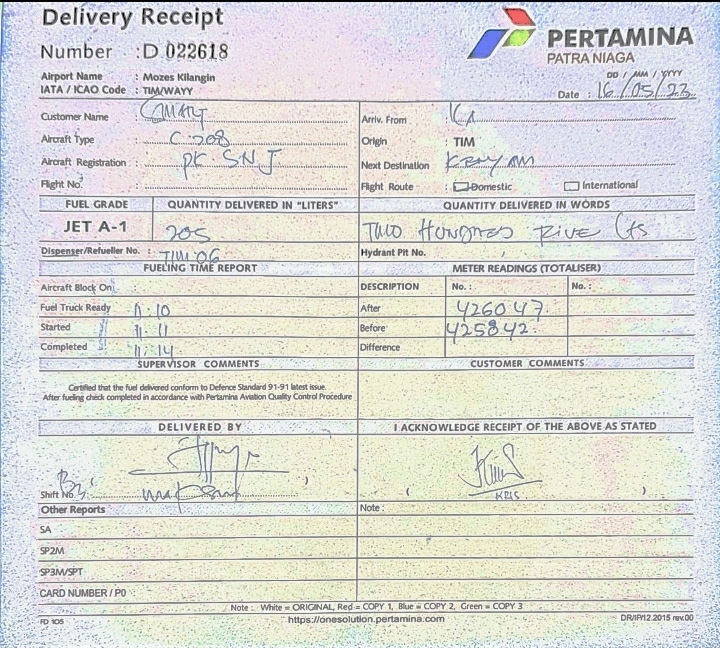 Delivery Receipt
Number : D 022618
PERTAMINA
PATRA NIAGA
Airport Name : Mozes Kilangin
IATA / ICAO Code : TIM/WAYY
DD / MM / YYYY
Date : 16/05/23
Customer Name :
Aircraft Type : C 208
Aircraft Registration : PK SNJ
Flight No. :
Arriv. From :
Origin : TIM
Next Destination :
Flight Route : Domestic International
FUEL GRADE QUANTITY DELIVERED IN "LITERS" QUANTITY DELIVERED IN WORDS
JET A-1 205 Two Hundred Five Lts
Dispenser/Refueller No. : TIM 06 Hydrant Pit No. :
FUELING TIME REPORT METER READINGS (TOTALISER)
Aircraft Block On : DESCRIPTION No. : No. :
Fuel Truck Ready 11:10 After 426047
Started 11:11 Before 425842
Completed 11:14 Difference
SUPERVISOR COMMENTS CUSTOMER COMMENTS
Certified that the fuel delivered conform to Defence Standard 91-91 latest issue.
After fueling check completed in accordance with Pertamina Aviation Quality Control Procedure
DELIVERED BY I ACKNOWLEDGE RECEIPT OF THE ABOVE AS STATED
Shift No.
KRIS
Other Reports Note :
SA
SP2M
SP3M/SPT
CARD NUMBER / PO :
Note : White = ORIGINAL, Red = COPY 1, Blue = COPY 2, Green = COPY 3
FD 105 https://onesolution.pertamina.com DR/IP/12.2015 rev.00